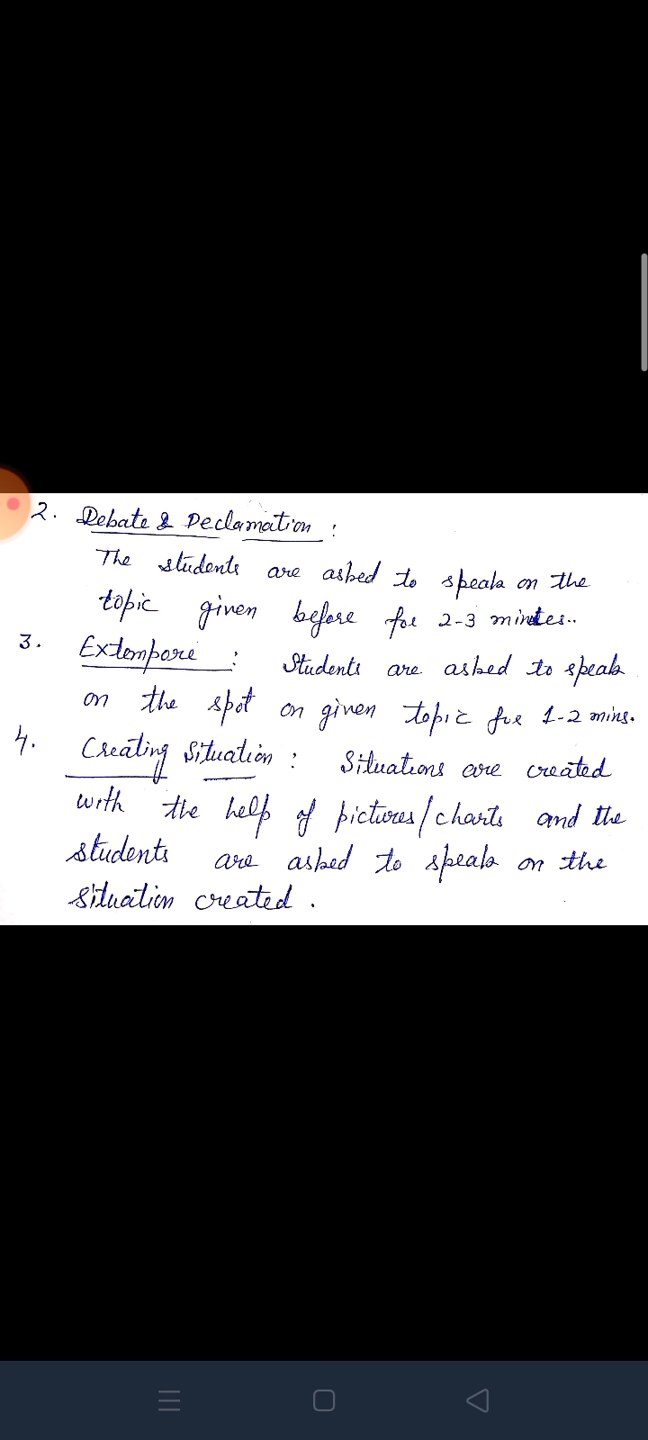 2. Debate & Declamation :
The students are asked to speak on the
topic given before for 2-3 mintes..
3. Extempore : Students are asked to speak
on the spot on given topic for 1-2 mins.
4. Creating Situation : Situations are created
with the help of pictures/charts and the
students are asked to speak on the
situation created .